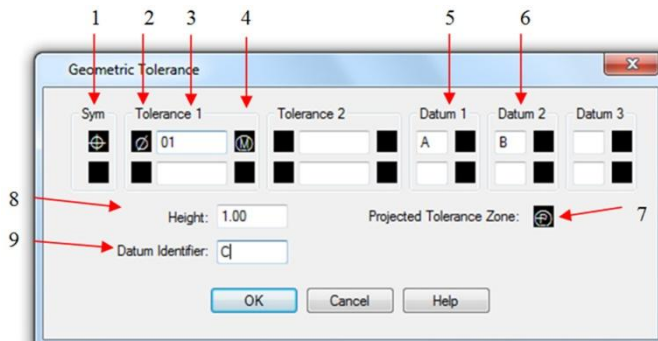 1 2 3 4 5 6
Geometric Tolerance X
Sym Tolerance 1 Tolerance 2 Datum 1 Datum 2 Datum 3
Ø 01 M A B
8 Height: 1.00 Projected Tolerance Zone: P 7
9 Datum Identifier: C
OK Cancel Help